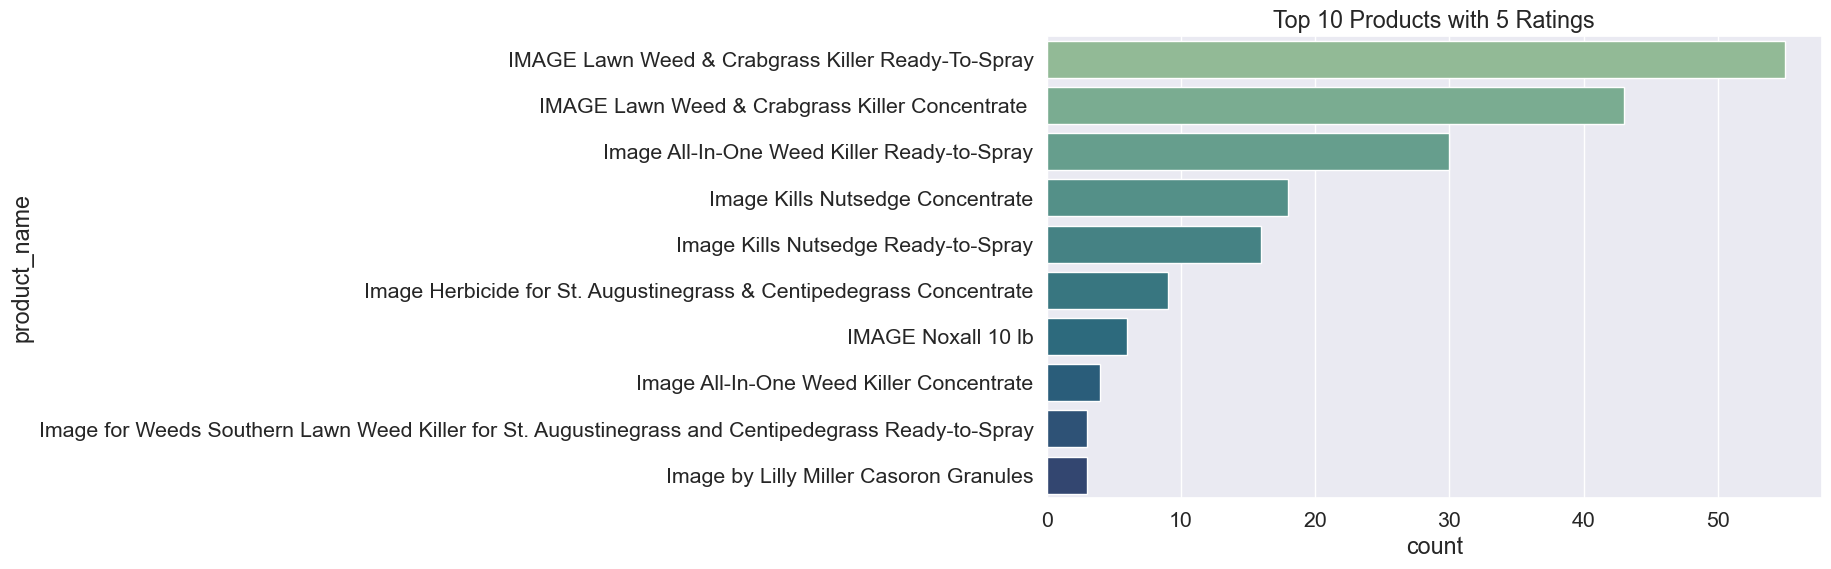 Top 10 Products with 5 Ratings
product_name
IMAGE Lawn Weed & Crabgrass Killer Ready-To-Spray
IMAGE Lawn Weed & Crabgrass Killer Concentrate
Image All-In-One Weed Killer Ready-to-Spray
Image Kills Nutsedge Concentrate
Image Kills Nutsedge Ready-to-Spray
Image Herbicide for St. Augustinegrass & Centipedegrass Concentrate
IMAGE Noxall 10 lb
Image All-In-One Weed Killer Concentrate
Image for Weeds Southern Lawn Weed Killer for St. Augustinegrass and Centipedegrass Ready-to-Spray
Image by Lilly Miller Casoron Granules
0 10 20 30 40 50
count